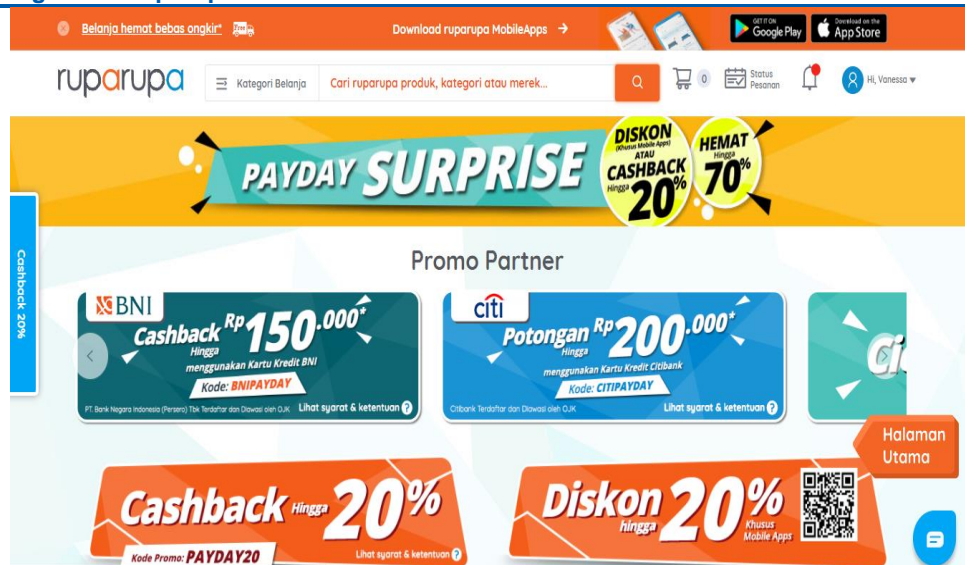 Belanja hemat bebas ongkir*
Download ruparupa MobileApps →
GET IT ON
Google Play
Download on the
App Store
ruparupa
Kategori Belanja
Cari ruparupa produk, kategori atau merek...
0
Status
Pesanan
Hi, Vanessa
PAYDAY SURPRISE
DISKON
(Khusus Mobile Apps)
ATAU
CASHBACK
Hingga
20%
HEMAT
Hingga
70%
Cashback 20%
Promo Partner
BNI
Cashback
Hingga
Rp150.000*
menggunakan Kartu Kredit BNI
Kode: BNIPAYDAY
PT. Bank Negara Indonesia (Persero) Tbk Terdaftar dan Diawasi oleh OJK
Lihat syarat & ketentuan ?
citi
Potongan
Hingga
Rp200.000*
menggunakan Kartu Kredit Citibank
Kode: CITIPAYDAY
Citibank Terdaftar dan Diawasi oleh OJK
Lihat syarat & ketentuan ?
Halaman
Utama
Cashback Hingga 20%
Kode Promo: PAYDAY20
Lihat syarat & ketentuan ?
Diskon
hingga
20%
Khusus
Mobile Apps